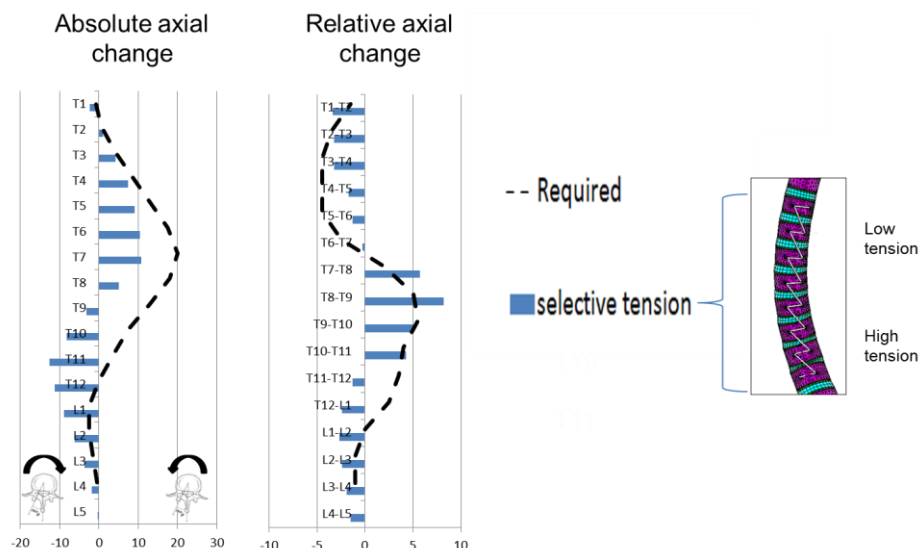 Absolute axial
change
T1
T2
T3
T4
T5
T6
T7
T8
T9
T10
T11
T12
L1
L2
L3
L4
L5
-20
-10
0
10
20
30
Relative axial
change
T1-T2
T2-T3
T3-T4
T4-T5
T5-T6
T6-T7
T7-T8
T8-T9
T9-T10
T10-T11
T11-T12
T12-L1
L1-L2
L2-L3
L3-L4
L4-L5
-10
-5
0
5
10
Required
selective tension
Low
tension
High
tension